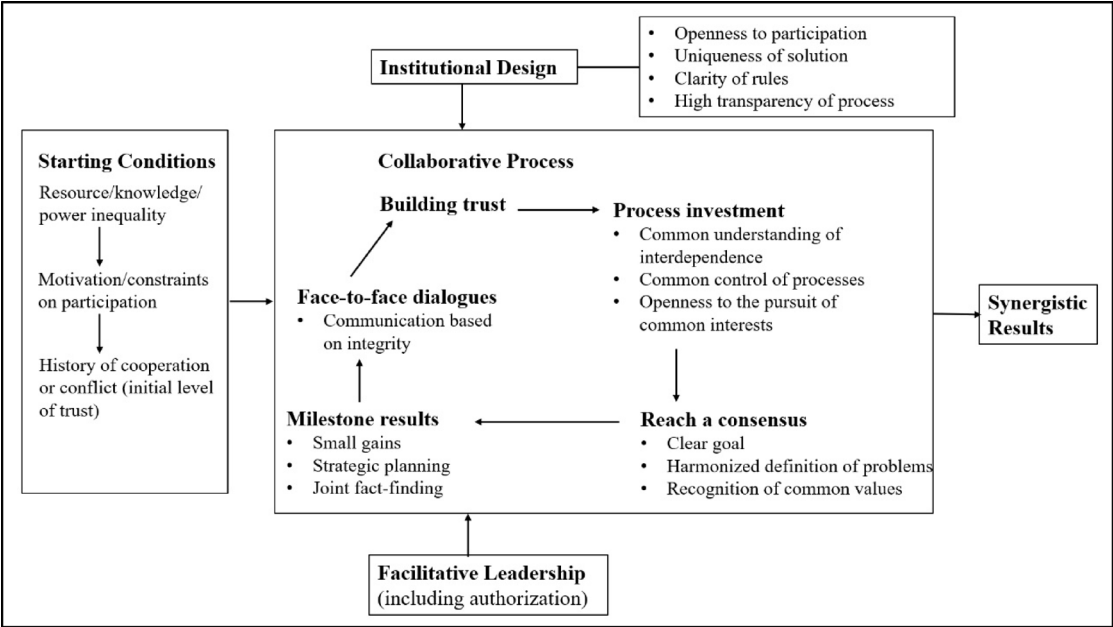 Institutional Design
• Openness to participation
• Uniqueness of solution
• Clarity of rules
• High transparency of process
Starting Conditions
Resource/knowledge/
power inequality
Motivation/constraints
on participation
History of cooperation
or conflict (initial level
of trust)
Collaborative Process
Building trust
Process investment
• Common understanding of
interdependence
• Common control of processes
• Openness to the pursuit of
common interests
Face-to-face dialogues
• Communication based
on integrity
Milestone results
• Small gains
• Strategic planning
• Joint fact-finding
Reach a consensus
• Clear goal
• Harmonized definition of problems
• Recognition of common values
Synergistic
Results
Facilitative Leadership
(including authorization)